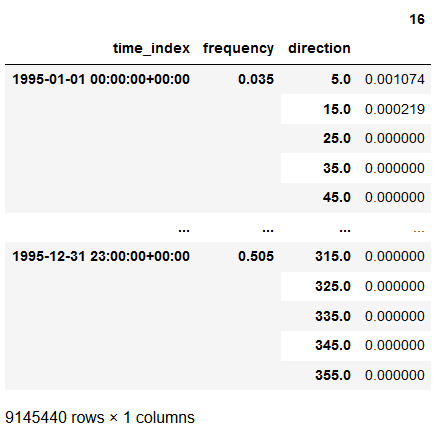 16
time_index frequency direction
1995-01-01 00:00:00+00:00 0.035 5.0 0.001074
15.0 0.000219
25.0 0.000000
35.0 0.000000
45.0 0.000000
... ... ... ...
1995-12-31 23:00:00+00:00 0.505 315.0 0.000000
325.0 0.000000
335.0 0.000000
345.0 0.000000
355.0 0.000000
9145440 rows × 1 columns